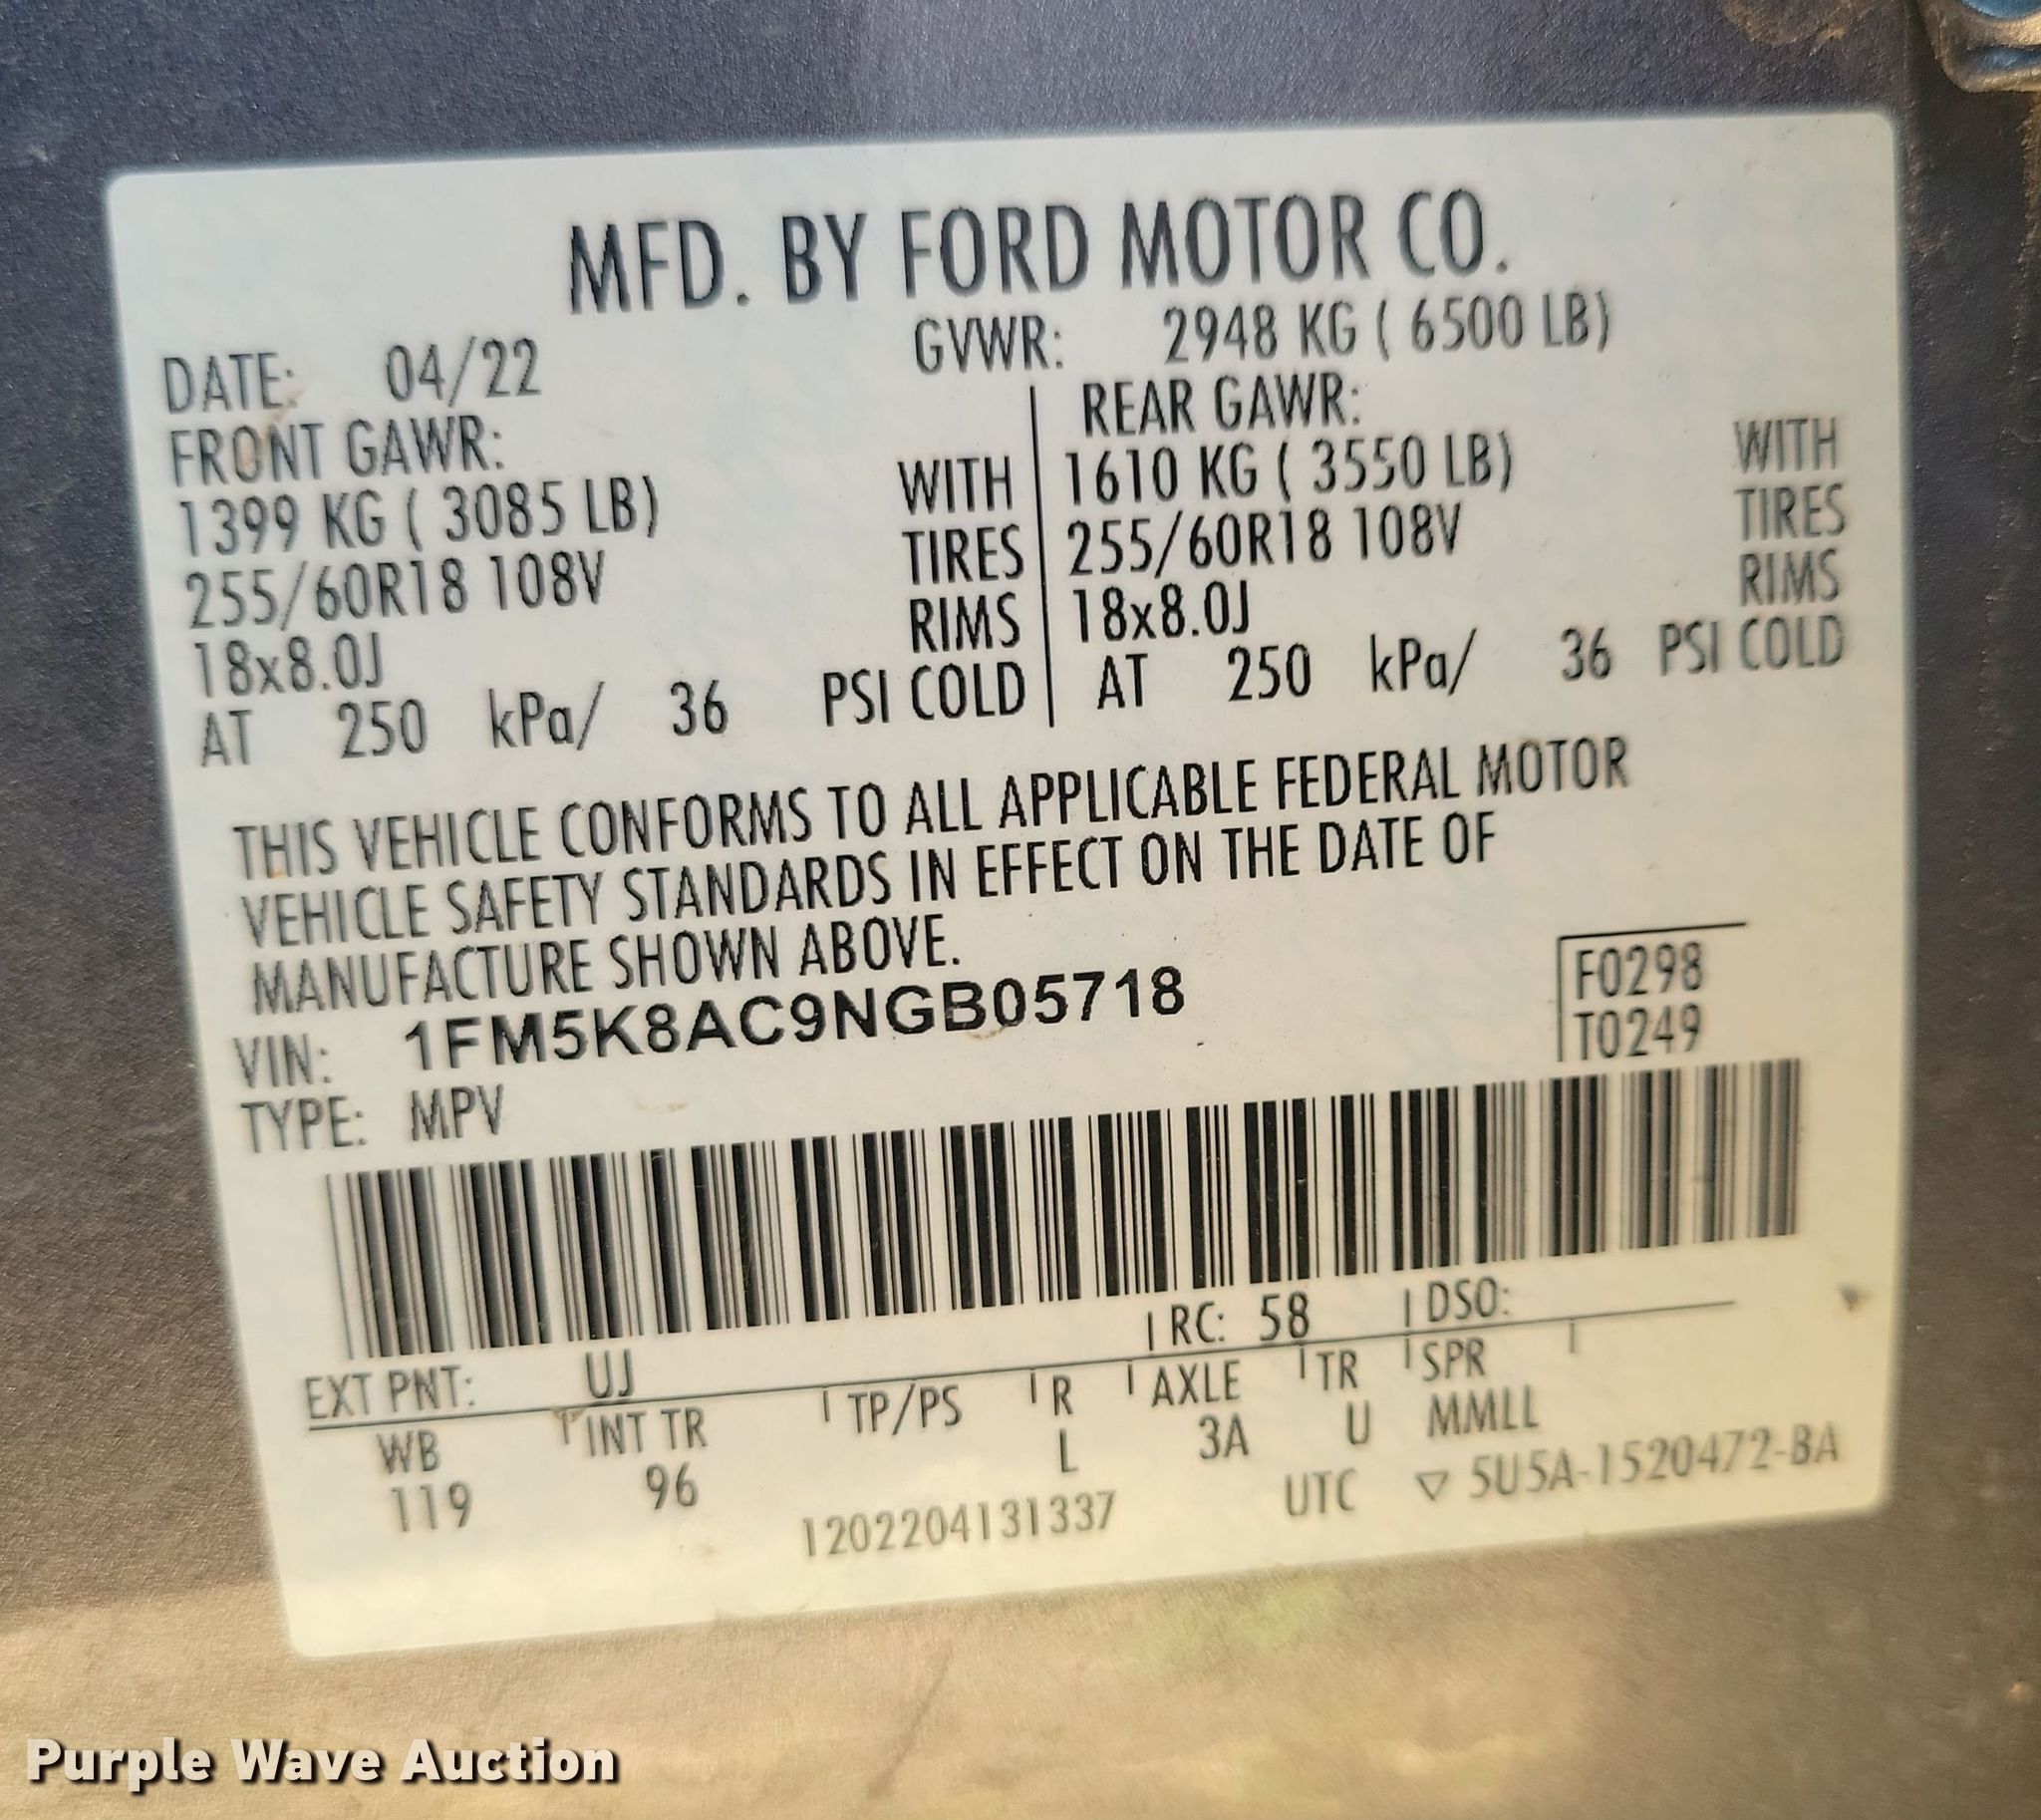 MFD. BY FORD MOTOR CO.
DATE: 04/22 GVWR: 2948 KG ( 6500 LB)
FRONT GAWR: REAR GAWR:
1399 KG ( 3085 LB) WITH 1610 KG ( 3550 LB) WITH
255/60R18 108V TIRES 255/60R18 108V TIRES
18x8.0J RIMS 18x8.0J RIMS
AT 250 kPa/ 36 PSI COLD AT 250 kPa/ 36 PSI COLD
THIS VEHICLE CONFORMS TO ALL APPLICABLE FEDERAL MOTOR
VEHICLE SAFETY STANDARDS IN EFFECT ON THE DATE OF
MANUFACTURE SHOWN ABOVE.
VIN: 1FM5K8AC9NGB05718 F0298
TYPE: MPV T0249
EXT PNT: UJ RC: 58 DSO:
WB INT TR TP/PS R AXLE TR SPR
119 96 L 3A U MMLL
1202204131337 UTC ▽ 5U5A-1520472-BA
Purple Wave Auction